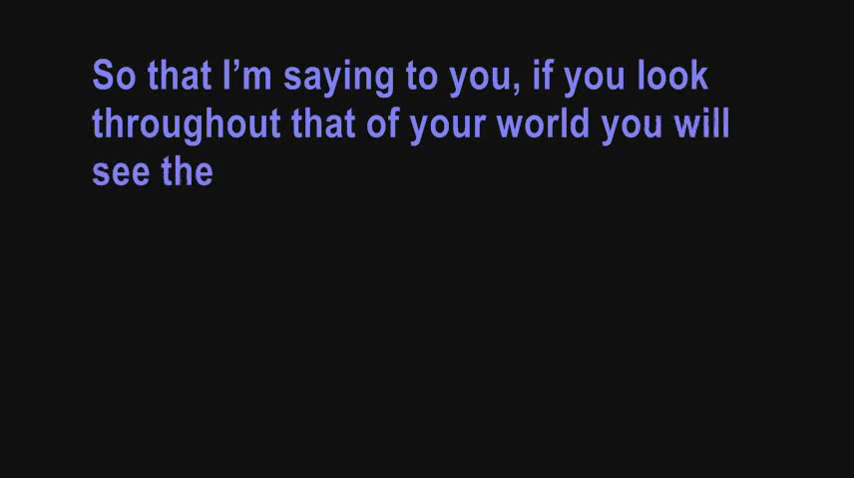 So that I’m saying to you, if you look
throughout that of your world you will
see the